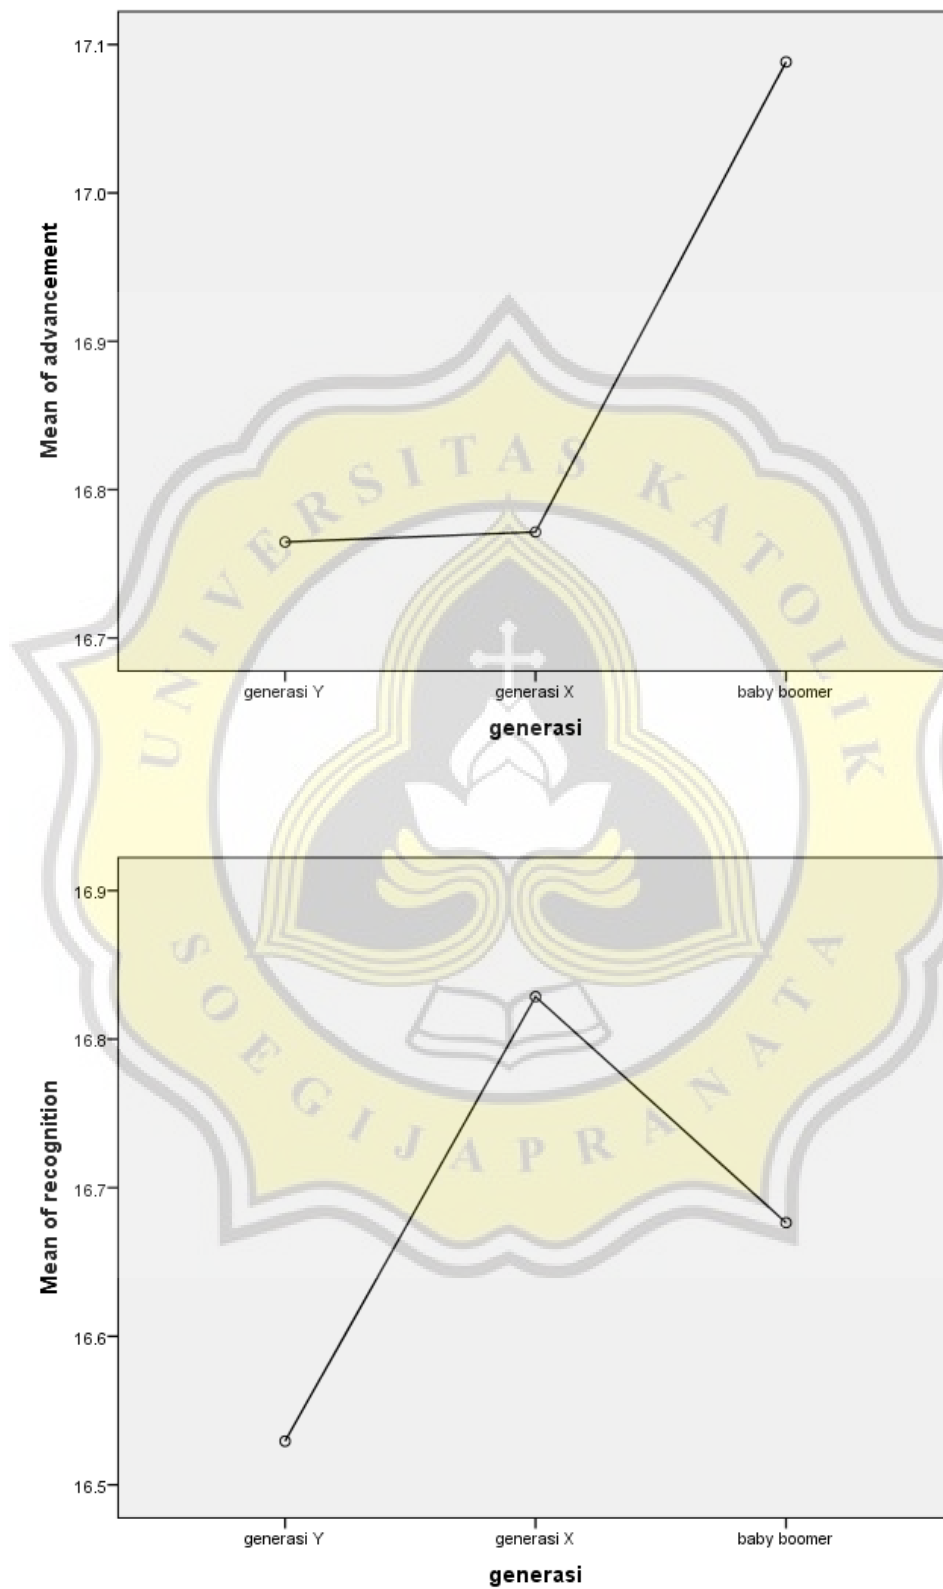 17.1
17.0
16.9
16.8
16.7
Mean of advancement
generasi Y
generasi X
baby boomer
generasi
UNIVERSITAS KATOLIK
SOEGIJAPRANATA
16.9
16.8
16.7
16.6
16.5
Mean of recognition
generasi Y
generasi X
baby boomer
generasi